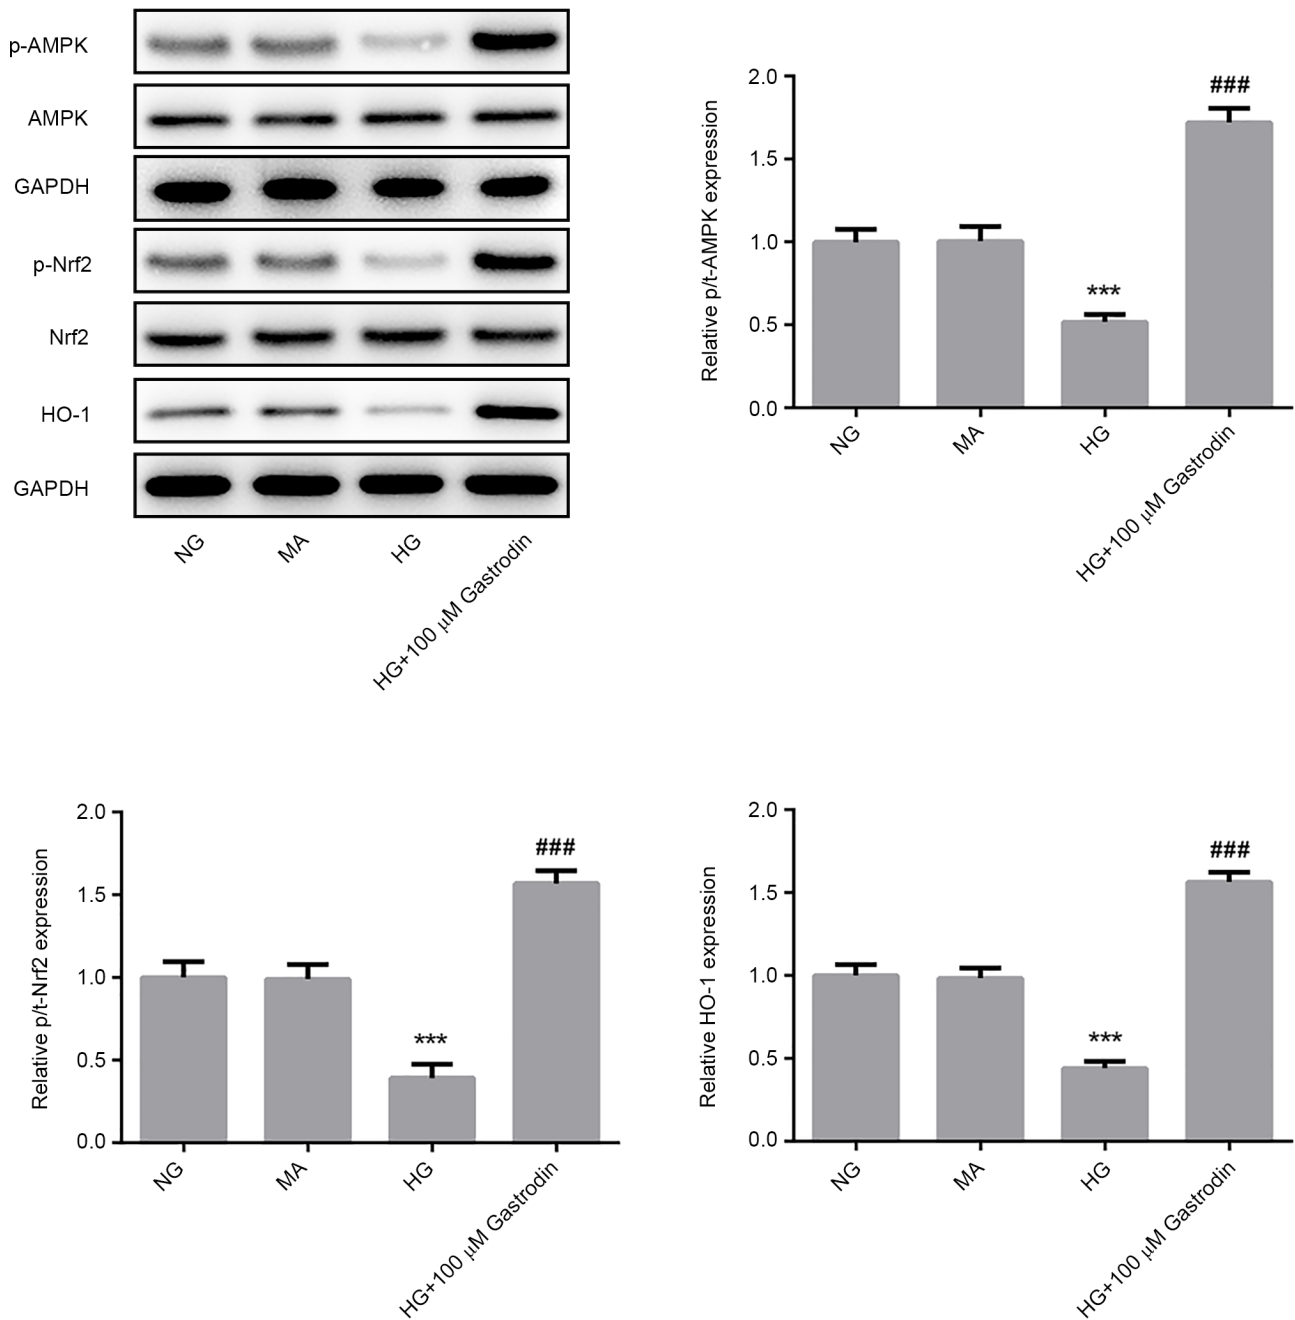 p-AMPK
AMPK
GAPDH
p-Nrf2
Nrf2
HO-1
GAPDH
NG
MA
HG
HG+100 μM Gastrodin
Relative p/t-AMPK expression
2.0
1.5
1.0
0.5
0.0
***
###
NG
MA
HG
HG+100 μM Gastrodin
Relative p/t-Nrf2 expression
2.0
1.5
1.0
0.5
0.0
***
###
NG
MA
HG
HG+100 μM Gastrodin
Relative HO-1 expression
2.0
1.5
1.0
0.5
0.0
***
###
NG
MA
HG
HG+100 μM Gastrodin